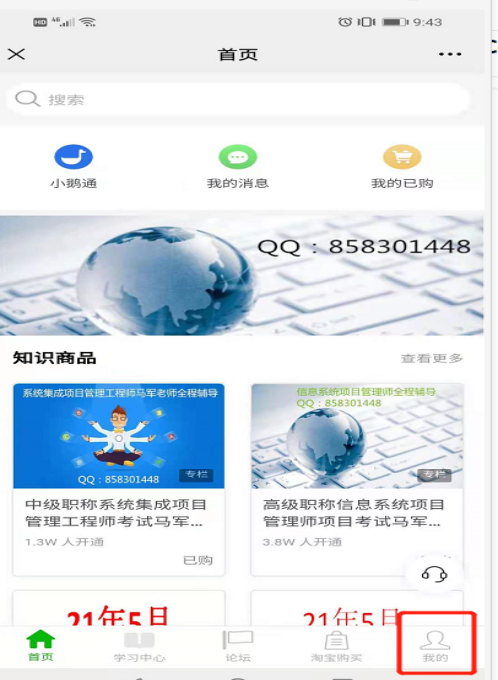 HD 46 9:43
首页
搜索
小鹅通 我的消息 我的已购
QQ：858301448
知识商品 查看更多
系统集成项目管理工程师马军老师全程辅导
QQ：858301448
专栏
中级职称系统集成项目
管理工程师考试马军...
1.3W 人开通
已购
信息系统项目管理师全程辅导
QQ：858301448
专栏
高级职称信息系统项目
管理师项目考试马军...
3.8W 人开通
21年5月 21年5月
首页 学习中心 论坛 淘宝购买 我的